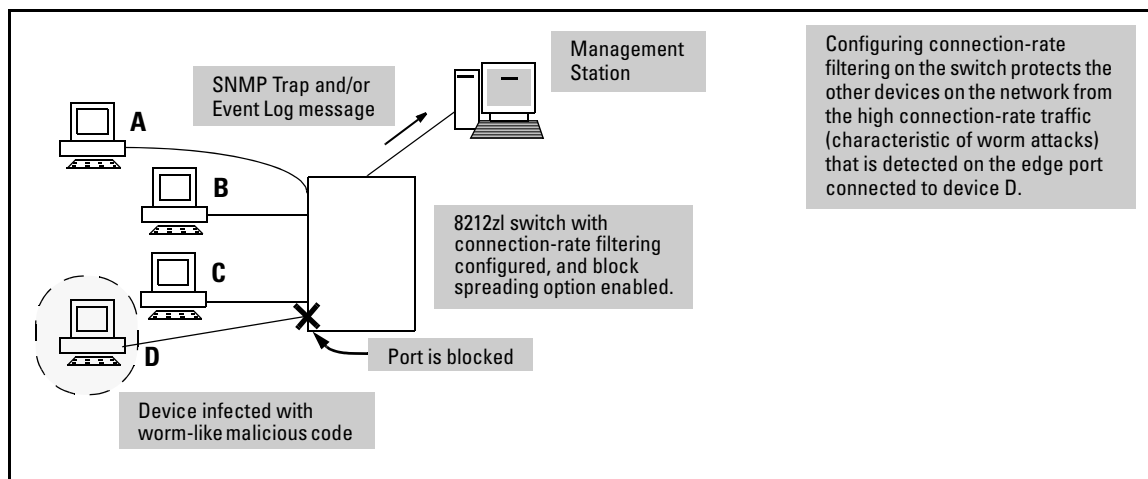 Management
Station
SNMP Trap and/or
Event Log message
Configuring connection-rate
filtering on the switch protects the
other devices on the network from
the high connection-rate traffic
(characteristic of worm attacks)
that is detected on the edge port
connected to device D.
A
B
C
D
8212zl switch with
connection-rate filtering
configured, and block
spreading option enabled.
Port is blocked
Device infected with
worm-like malicious code